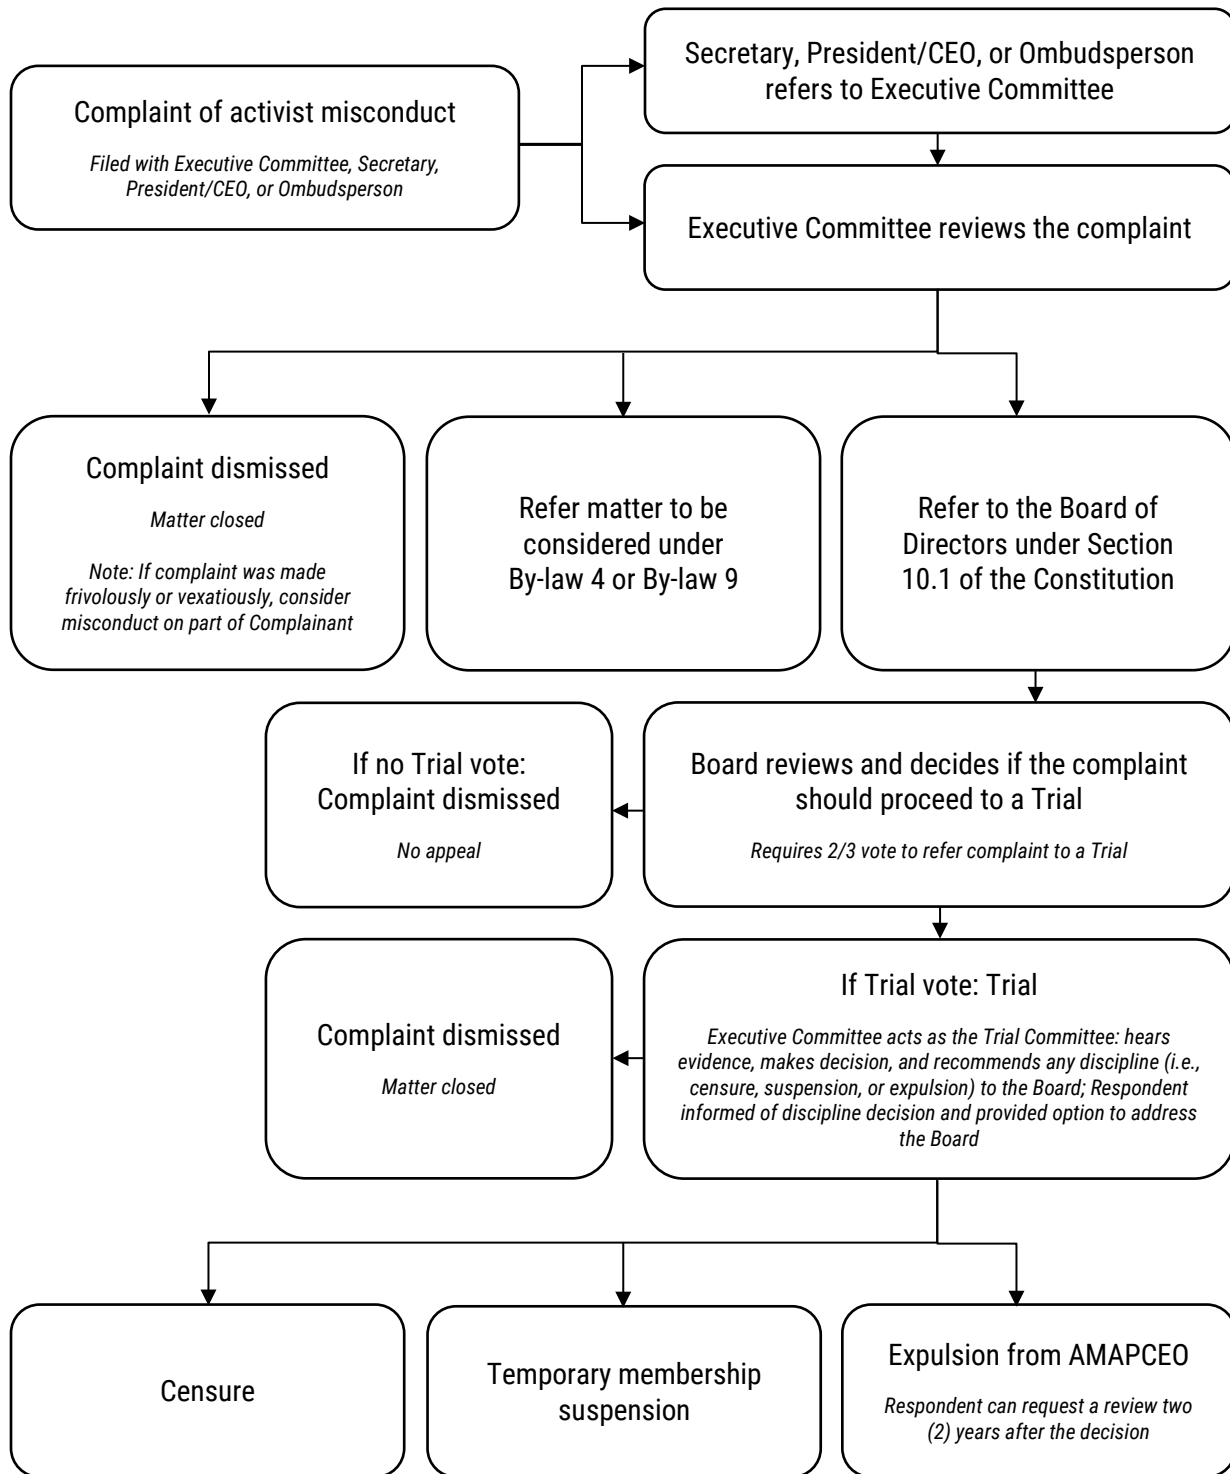 Secretary, President/CEO, or Ombudsperson
refers to Executive Committee
Complaint of activist misconduct
Filed with Executive Committee, Secretary,
President/CEO, or Ombudsperson
Executive Committee reviews the complaint
Complaint dismissed
Matter closed
Note: If complaint was made
frivolously or vexatiously, consider
misconduct on part of Complainant
Refer matter to be
considered under
By-law 4 or By-law 9
Refer to the Board of
Directors under Section
10.1 of the Constitution
If no Trial vote:
Complaint dismissed
No appeal
Board reviews and decides if the complaint
should proceed to a Trial
Requires 2/3 vote to refer complaint to a Trial
Complaint dismissed
Matter closed
If Trial vote: Trial
Executive Committee acts as the Trial Committee: hears
evidence, makes decision, and recommends any discipline (i.e.,
censure, suspension, or expulsion) to the Board; Respondent
informed of discipline decision and provided option to address
the Board
Censure
Temporary membership
suspension
Expulsion from AMAPCEO
Respondent can request a review two
(2) years after the decision